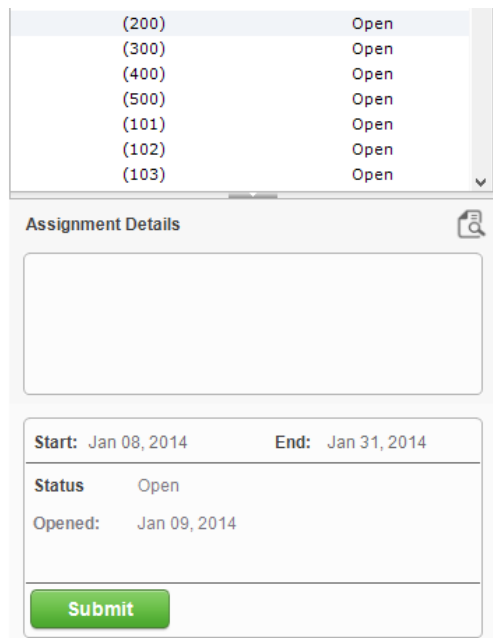 (200) Open
(300) Open
(400) Open
(500) Open
(101) Open
(102) Open
(103) Open
Assignment Details
Start: Jan 08, 2014 End: Jan 31, 2014
Status Open
Opened: Jan 09, 2014
Submit